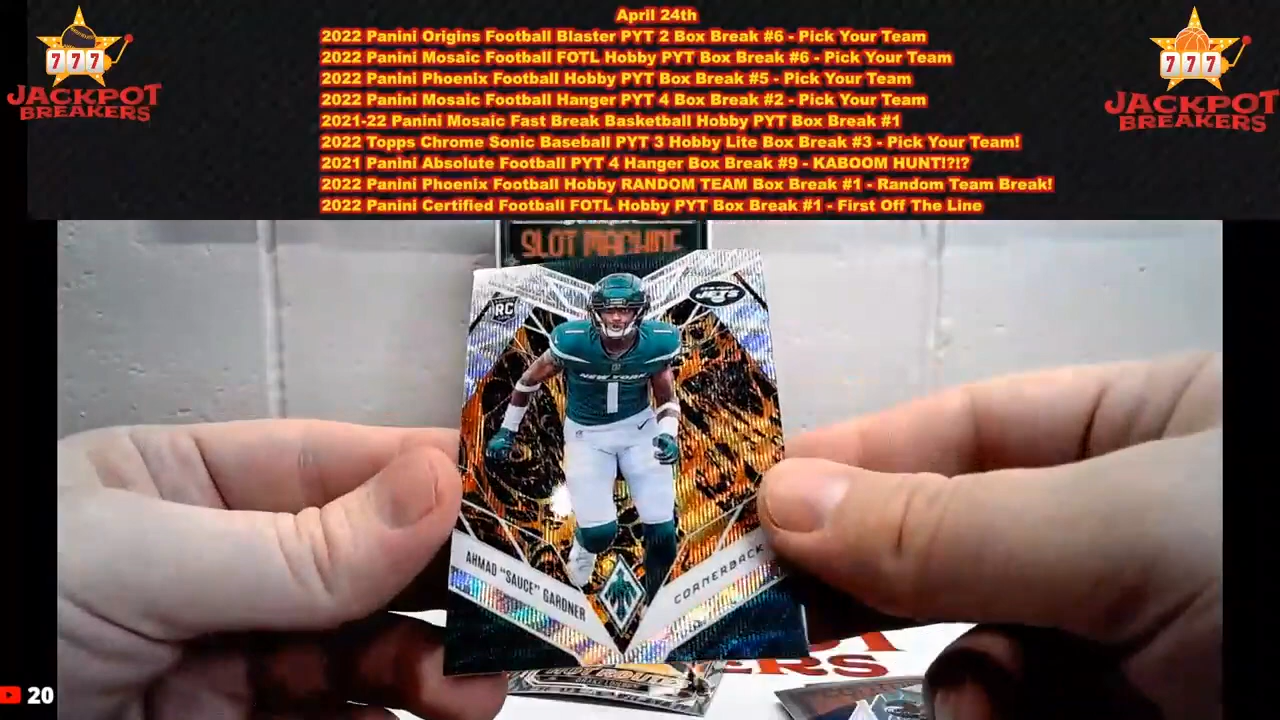 April 24th
2022 Panini Origins Football Blaster PYT 2 Box Break #6 - Pick Your Team
2022 Panini Mosaic Football FOTL Hobby PYT Box Break #6 - Pick Your Team
2022 Panini Phoenix Football Hobby PYT Box Break #5 - Pick Your Team
2022 Panini Mosaic Football Hanger PYT 4 Box Break #2 - Pick Your Team
2021-22 Panini Mosaic Fast Break Basketball Hobby PYT Box Break #1
2022 Topps Chrome Sonic Baseball PYT 3 Hobby Lite Box Break #3 - Pick Your Team!
2021 Panini Absolute Football PYT 4 Hanger Box Break #9 - KABOOM HUNT!?!?
2022 Panini Phoenix Football Hobby RANDOM TEAM Box Break #1 - Random Team Break!
2022 Panini Certified Football FOTL Hobby PYT Box Break #1 - First Off The Line
777
JACKPOT
BREAKERS
777
JACKPOT
BREAKERS
SLOT MACHINE
RC
JETS
NEW YORK
1
AHMAD "SAUCE" GARDNER
CORNERBACK
HOT ROUTE
BREAKERS
20